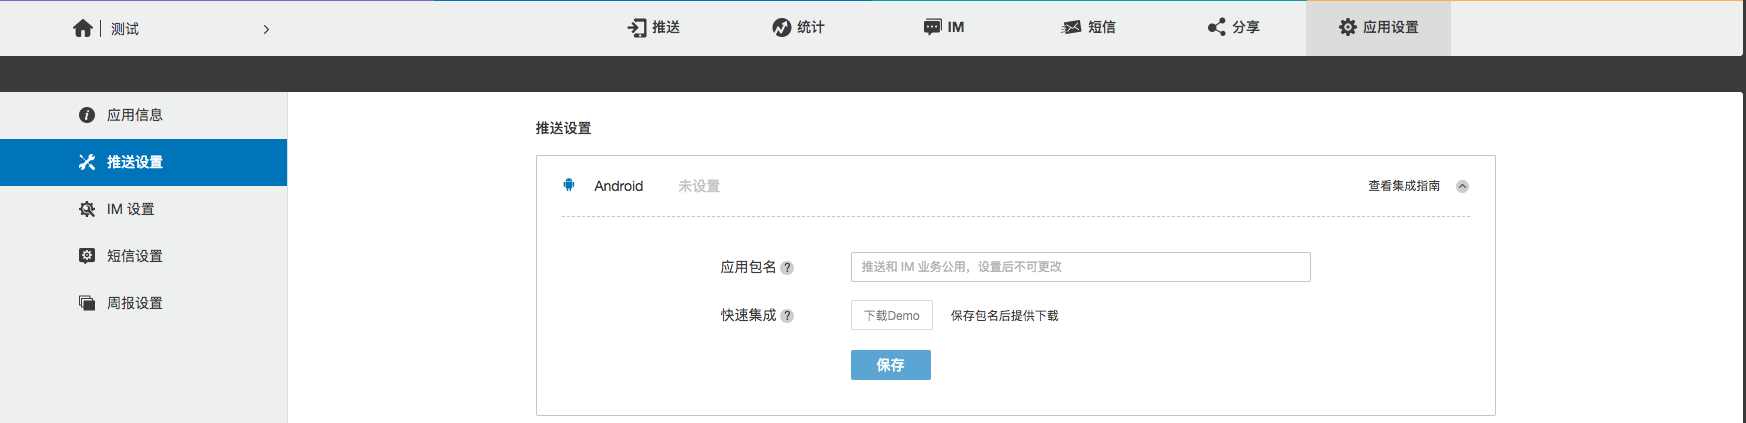 测试
推送 统计 IM 短信 分享 应用设置
应用信息
推送设置
IM 设置
短信设置
周报设置
推送设置
Android 未设置 查看集成指南
应用包名 ? 推送和 IM 业务公用，设置后不可更改
快速集成 ? 下载Demo 保存包名后提供下载
保存